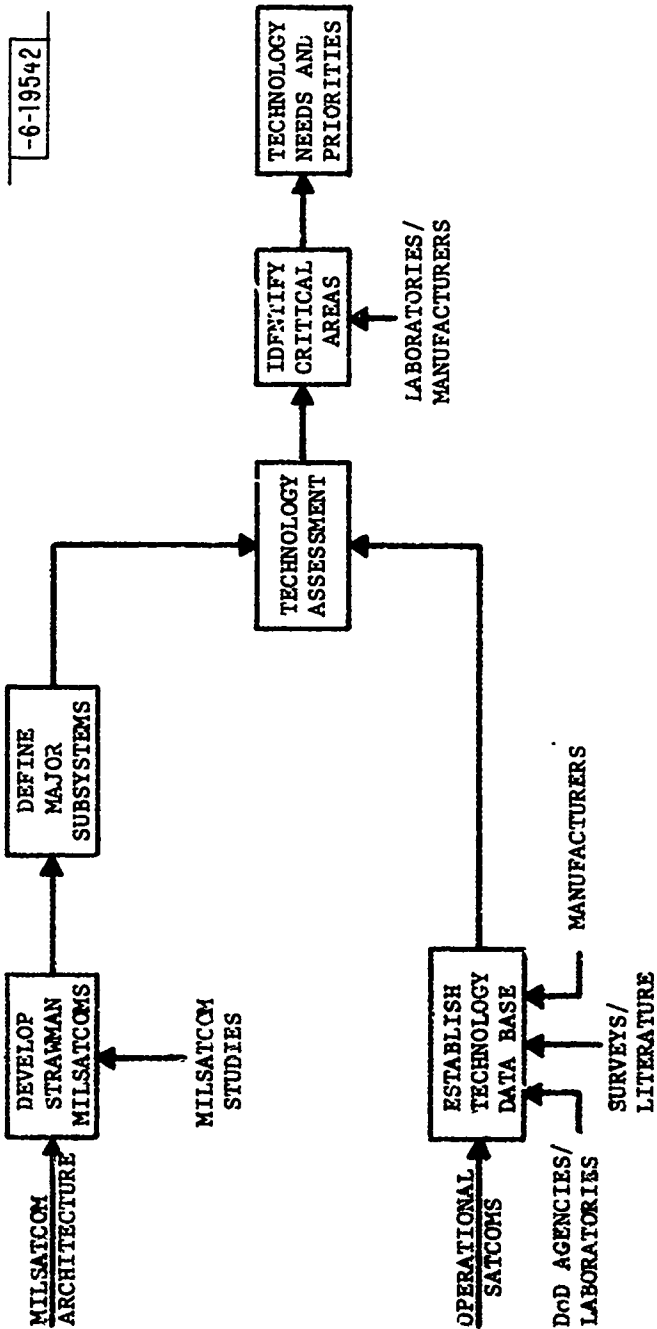 -6-19542
MILSATCOM
ARCHITECTURE
DEVELOP
STRAWMAN
MILSATCOMS
MILSATCOM
STUDIES
DEFINE
MAJOR
SUBSYSTEMS
TECHNOLOGY
ASSESSMENT
IDENTIFY
CRITICAL
AREAS
LABORATORIES/
MANUFACTURERS
TECHNOLOGY
NEEDS AND
PRIORITIES
OPERATIONAL
SATCOMS
DoD AGENCIES/
LABORATORIES
ESTABLISH
TECHNOLOGY
DATA BASE
SURVEYS/
LITERATURE
MANUFACTURERS